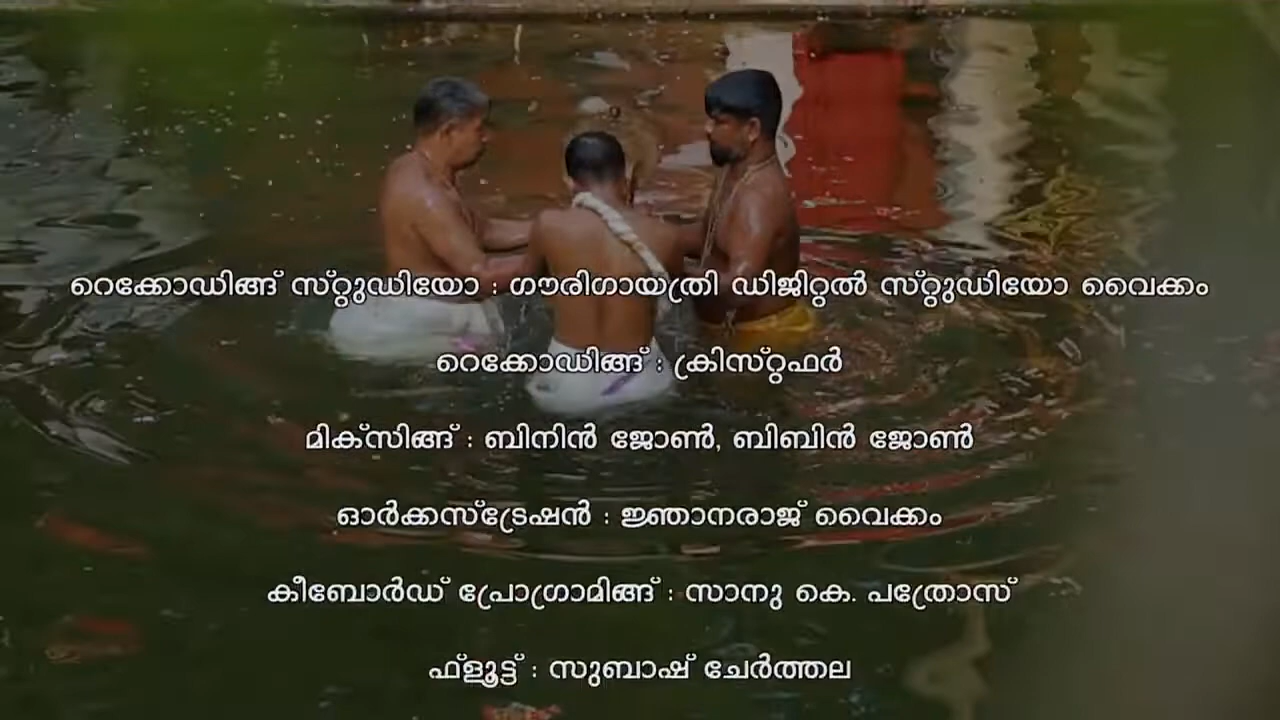 റെക്കോഡിങ്ങ് സ്റ്റുഡിയോ : ഗൗരിഗായത്രി ഡിജിറ്റൽ സ്റ്റുഡിയോ വൈക്കം
റെക്കോഡിങ്ങ് : ക്രിസ്റ്റഫർ
മിക്സിങ്ങ് : ബിനിൻ ജോൺ, ബിബിൻ ജോൺ
ഓർക്കസ്ട്രേഷൻ : ജ്ഞാനരാജ് വൈക്കം
കീബോർഡ് പ്രോഗ്രാമിങ്ങ് : സാനു കെ. പത്രോസ്
ഫ്ളൂട്ട് : സുബാഷ് ചേർത്തല